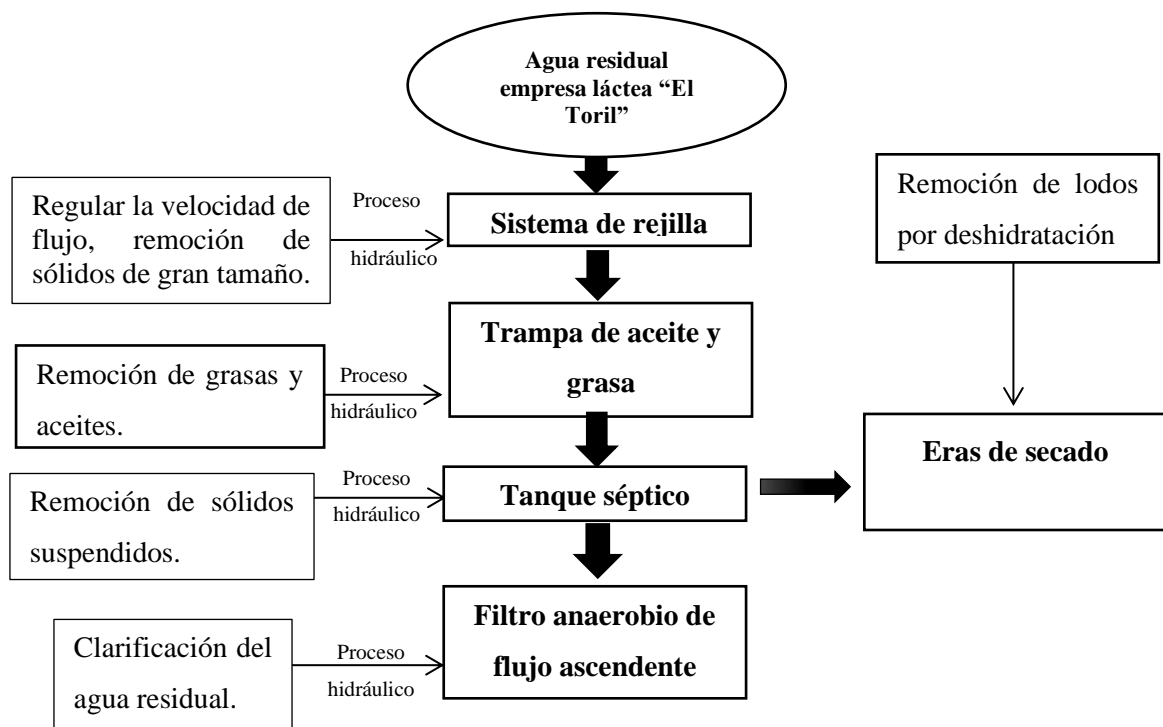 Agua residual
empresa láctea “El
Toril”
Regular la velocidad de
flujo, remoción de
sólidos de gran tamaño.
Proceso
hidráulico
Sistema de rejilla
Remoción de lodos
por deshidratación
Remoción de grasas y
aceites.
Proceso
hidráulico
Trampa de aceite y
grasa
Eras de secado
Remoción de sólidos
suspendidos.
Proceso
hidráulico
Tanque séptico
Clarificación del
agua residual.
Proceso
hidráulico
Filtro anaerobio de
flujo ascendente